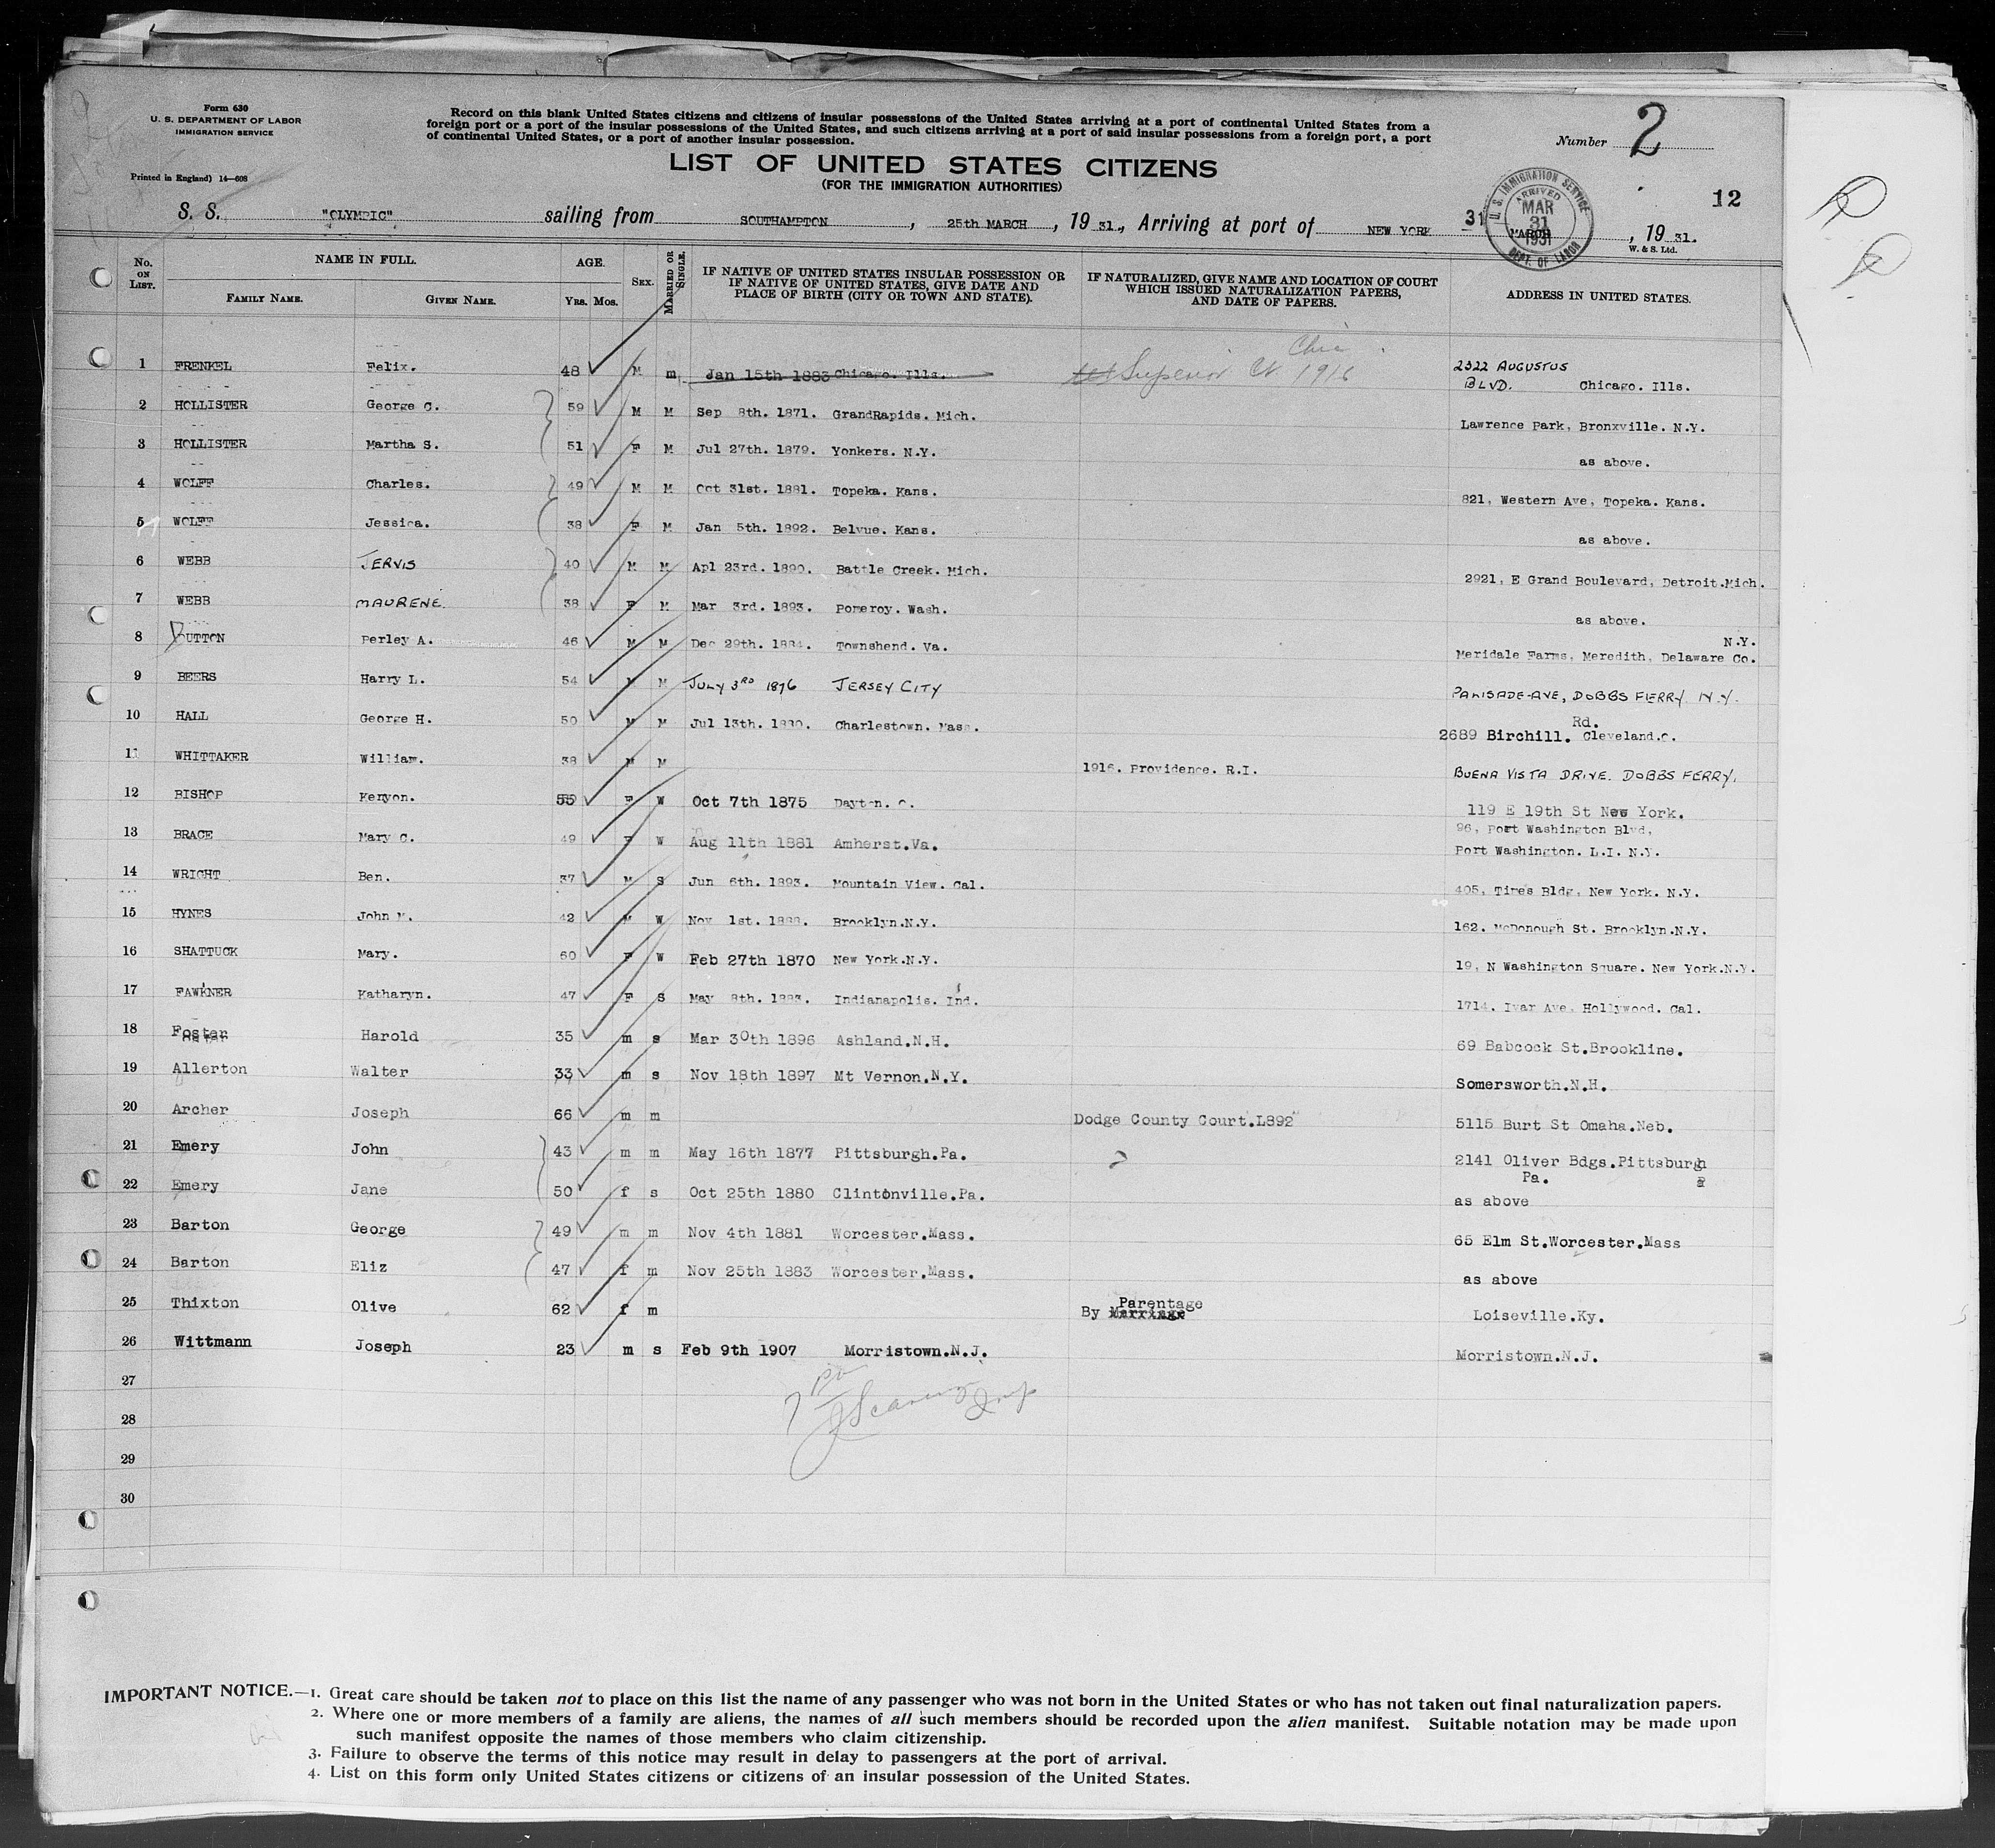 Form 630
U. S. DEPARTMENT OF LABOR
IMMIGRATION SERVICE
Printed in England) 14—608
Record on this blank United States citizens and citizens of insular possessions of the United States arriving at a port of continental United States from a
foreign port or a port of the insular possessions of the United States, and such citizens arriving at a port of said insular possessions from a foreign port, a port
of continental United States, or a port of another insular possession.
Number 2
LIST OF UNITED STATES CITIZENS
(FOR THE IMMIGRATION AUTHORITIES)
12
U. S. IMMIGRATION SERVICE
ARRIVED
MAR
31
1931
DEPT. OF LABOR
S. S. "OLYMPIC" sailing from SOUTHAMPTON, 25th MARCH, 19 31., Arriving at port of NEW YORK 31 MARCH, 19 31.
W. & S. Ltd.
No. ON LIST. NAME IN FULL. FAMILY NAME. GIVEN NAME. AGE. YRS. MOS. SEX. MARRIED OR SINGLE. IF NATIVE OF UNITED STATES INSULAR POSSESSION OR IF NATIVE OF UNITED STATES, GIVE DATE AND PLACE OF BIRTH (CITY OR TOWN AND STATE). IF NATURALIZED, GIVE NAME AND LOCATION OF COURT WHICH ISSUED NATURALIZATION PAPERS, AND DATE OF PAPERS. ADDRESS IN UNITED STATES.
1 FRENKEL Felix. 48 M m Jan 15th 1883 Chicago. Ills. Superior Ct. Chic 1916 2322 AUGUSTUS BLVD. Chicago. Ills.
2 HOLLISTER George C. 59 M M Sep 8th. 1871. GrandRapids. Mich. Lawrence Park, Bronxville. N.Y.
3 HOLLISTER Martha S. 51 F M Jul 27th. 1879. Yonkers. N.Y. as above.
4 WOLFF Charles. 49 M M Oct 31st. 1881. Topeka. Kans. 821, Western Ave, Topeka. Kans.
5 WOLFF Jessica. 38 F M Jan 5th. 1892. Belvue. Kans. as above.
6 WEBB JERVIS 40 M M Apl 23rd. 1890. Battle Creek. Mich. 2921, E Grand Boulevard, Detroit.Mich.
7 WEBB MAURENE. 38 F M Mar 3rd. 1893. Pomeroy. Wash. as above.
8 DUTTON Perley A. 46 M M Dec 29th. 1884. Townshend. Va. Meridale Farms, Meredith, Delaware Co. N.Y.
9 BEERS Harry L. 54 M M JULY 3RD 1876 JERSEY CITY PALISADE-AVE, DOBBS FERRY. N.Y.
10 HALL George H. 50 M M Jul 13th. 1880. Charlestown. Mass. 2689 Birchill. Rd. Cleveland.O.
11 WHITTAKER William. 38 M M 1916. Providence. R.I. BUENA VISTA DRIVE. DOBBS FERRY.
12 BISHOP Kenyon. 55 F W Oct 7th 1875 Dayton. O. 119 E 19th St New York.
13 BRACE Mary C. 49 F W Aug 11th 1881 Amherst.Va. 96, Port Washington Blvd, Port Washington. L.I. N.Y.
14 WRIGHT Ben. 37 M S Jun 6th. 1893. Mountain View. Cal. 405, Times Bldg, New York. N.Y.
15 HYNES John M. 42 M W Nov 1st. 1888. Brooklyn.N.Y. 162. McDonough St. Brooklyn.N.Y.
16 SHATTUCK Mary. 60 F W Feb 27th 1870 New York.N.Y. 19, N Washington Square. New York.N.Y.
17 FAWKNER Katharyn. 47 F S May 8th. 1883. Indianapolis. Ind. 1714. Ivar Ave, Hollywood. Cal.
18 Foster Harold 35 m s Mar 30th 1896 Ashland.N.H. 69 Babcock St.Brookline.
19 Allerton Walter 33 m s Nov 18th 1897 Mt Vernon.N.Y. Somersworth.N.H.
20 Archer Joseph 66 m m Dodge County Court.L892 5115 Burt St Omaha.Neb.
21 Emery John 43 m m May 16th 1877 Pittsburgh.Pa. 2141 Oliver Bdgs.Pittsburgh Pa.
22 Emery Jane 50 f s Oct 25th 1880 Clintonville.Pa. as above
23 Barton George 49 m m Nov 4th 1881 Worcester.Mass. 65 Elm St.Worcester.Mass
24 Barton Eliz 47 f m Nov 25th 1883 Worcester.Mass. as above
25 Thixton Olive 62 f m By Marriage Parentage Loiseville.Ky.
26 Wittmann Joseph 23 m s Feb 9th 1907 Morristown.N.J. Morristown.N.J.
27
28
29
30
IMPORTANT NOTICE.—1. Great care should be taken not to place on this list the name of any passenger who was not born in the United States or who has not taken out final naturalization papers.
2. Where one or more members of a family are aliens, the names of all such members should be recorded upon the alien manifest. Suitable notation may be made upon
such manifest opposite the names of those members who claim citizenship.
3. Failure to observe the terms of this notice may result in delay to passengers at the port of arrival.
4. List on this form only United States citizens or citizens of an insular possession of the United States.